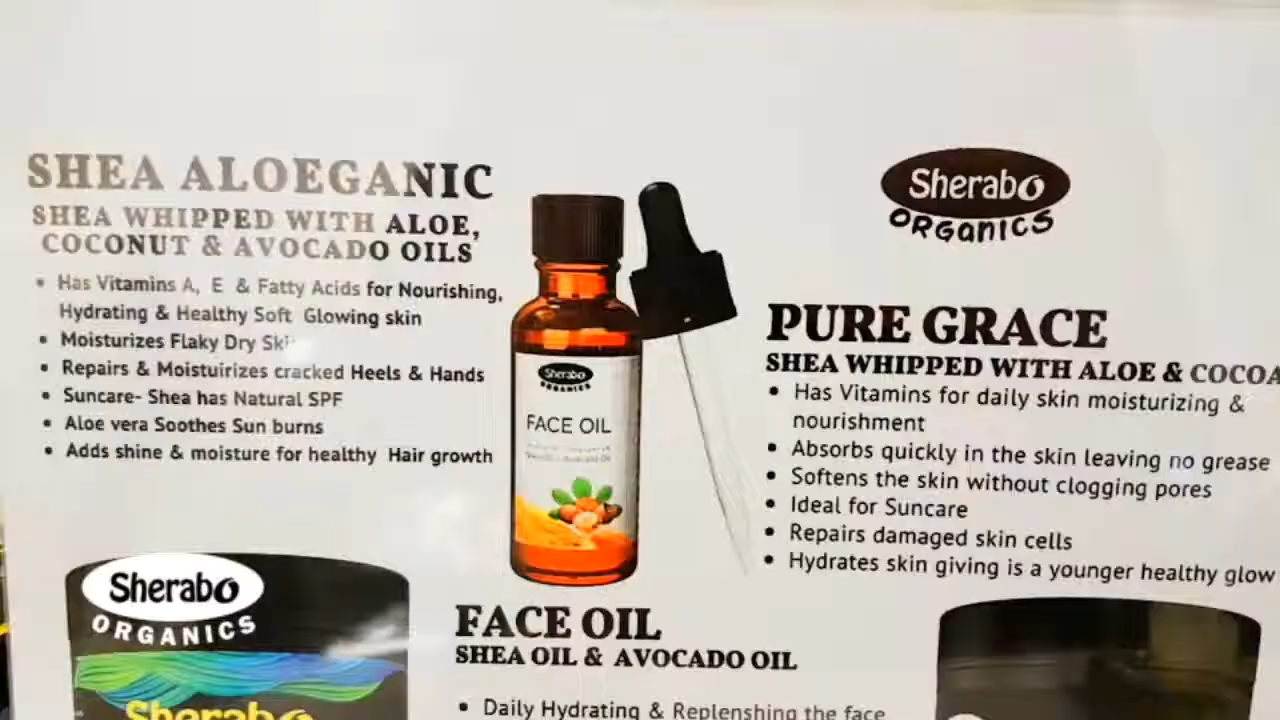 SHEA ALOEGANIC
SHEA WHIPPED WITH ALOE,
COCONUT & AVOCADO OILS
• Has Vitamins A, E & Fatty Acids for Nourishing,
Hydrating & Healthy Soft Glowing skin
• Moisturizes Flaky Dry
• Repairs & Moistuirizes cracked Heels & Hands
• Suncare- Shea has Natural SPF
• Aloe vera Soothes Sun burns
• Adds shine & moisture for healthy Hair growth
Sherabo
ORGANICS
Sherabo
ORGANICS
FACE OIL
FACE OIL
SHEA OIL & AVOCADO OIL
• Daily Hydrating & Replenshing the face
Sherabo
ORGANICS
PURE GRACE
SHEA WHIPPED WITH ALOE & COCOA
• Has Vitamins for daily skin moisturizing &
nourishment
• Absorbs quickly in the skin leaving no grease
• Softens the skin without clogging pores
• Ideal for Suncare
• Repairs damaged skin cells
• Hydrates skin giving is a younger healthy glow